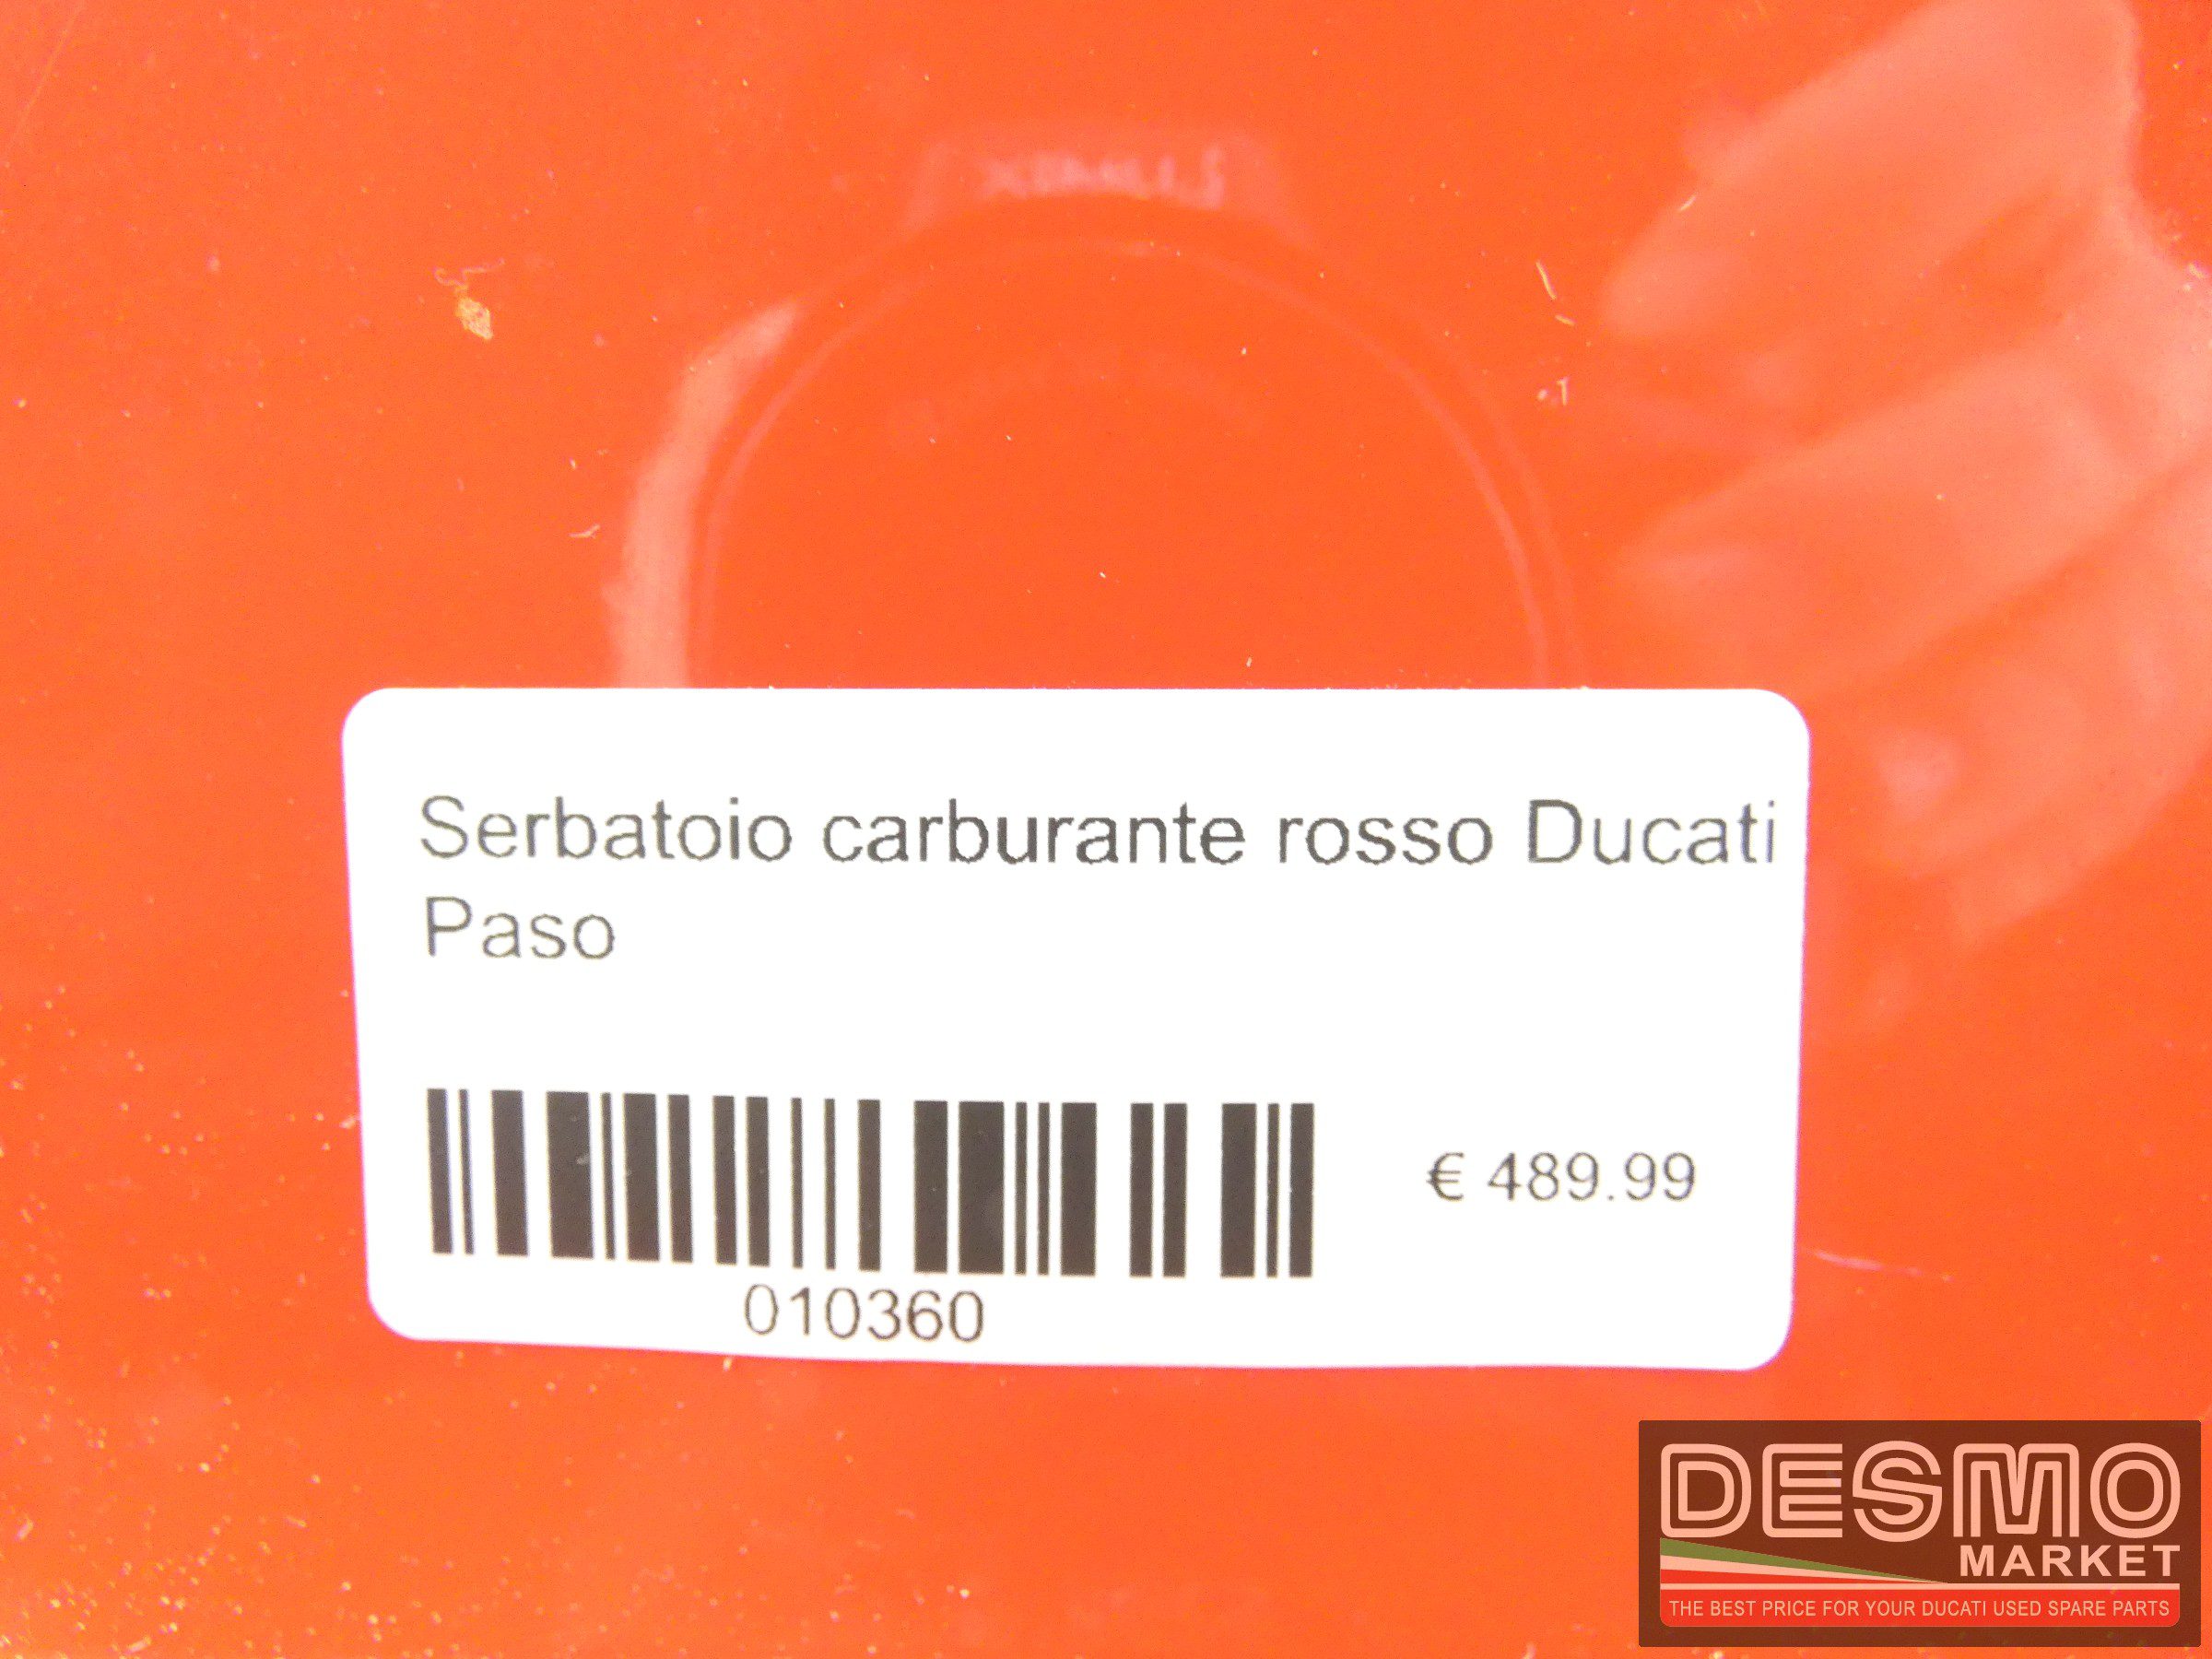 Serbatoio carburante rosso Ducati
Paso
€ 489.99
010360
DESMO
MARKET
THE BEST PRICE FOR YOUR DUCATI USED SPARE PARTS